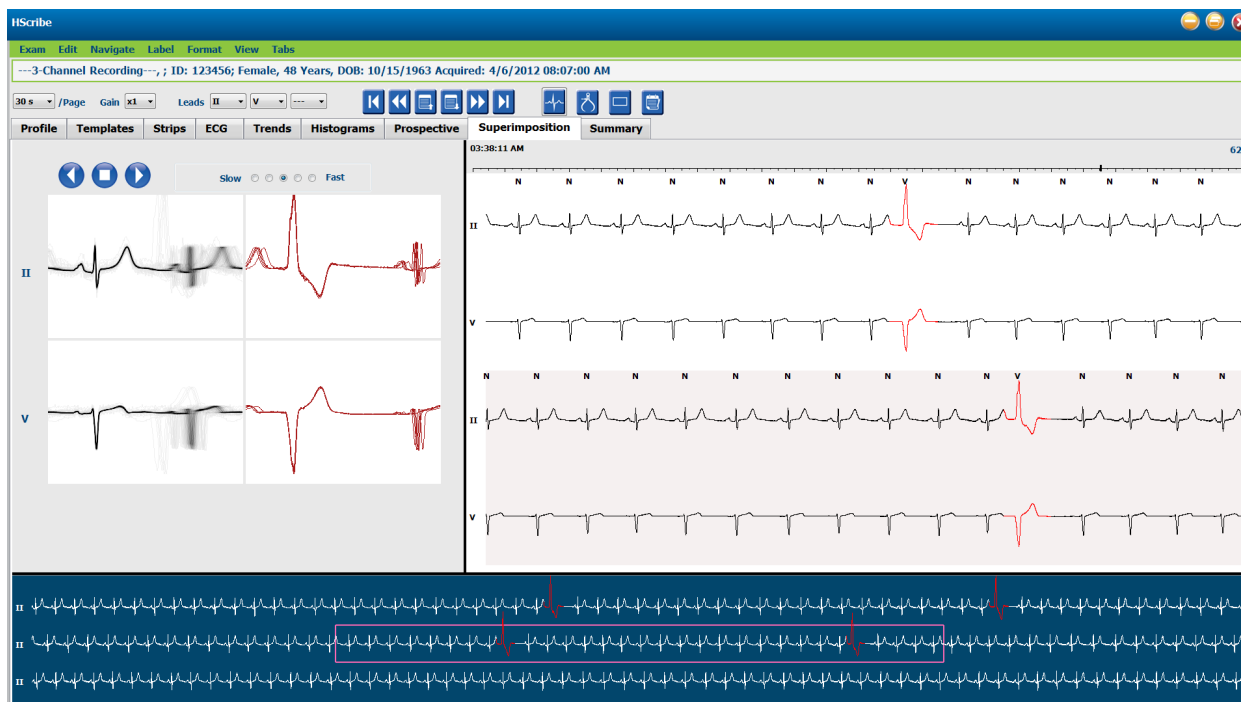 HScribe
Exam Edit Navigate Label Format View Tabs
---3-Channel Recording---, ; ID: 123456; Female, 48 Years, DOB: 10/15/1963 Acquired: 4/6/2012 08:07:00 AM
30 s /Page Gain x1 Leads II V ---
Profile Templates Strips ECG Trends Histograms Prospective Superimposition Summary
03:38:11 AM 62
Slow Fast
N N N N N N N N V N N N N N N
II
II
V
N N N N N N N N N N N V N N N N
V
II
V
II
II
II